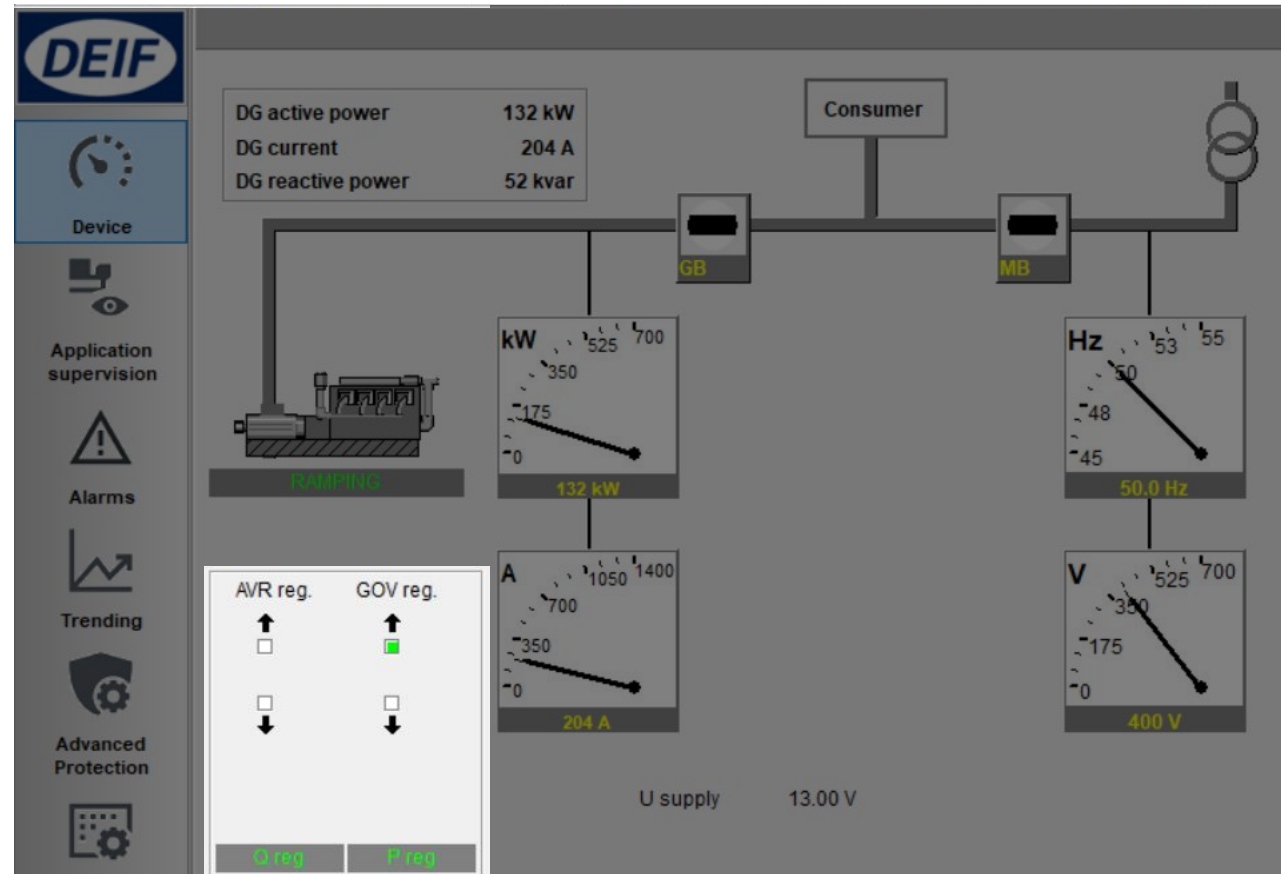 DEIF
Device
Application
supervision
Alarms
Trending
Advanced
Protection
DG active power 132 kW
DG current 204 A
DG reactive power 52 kvar
Consumer
GB
MB
RAMPING
kW
700
525
350
175
0
132 kW
Hz
55
53
50
48
45
50.0 Hz
A
1400
1050
700
350
0
204 A
V
700
525
350
175
0
400 V
AVR reg. GOV reg.
Q reg P reg
U supply 13.00 V